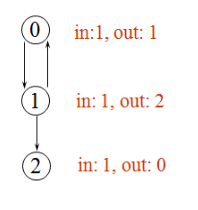 0 in:1, out: 1
1 in: 1, out: 2
2 in: 1, out: 0